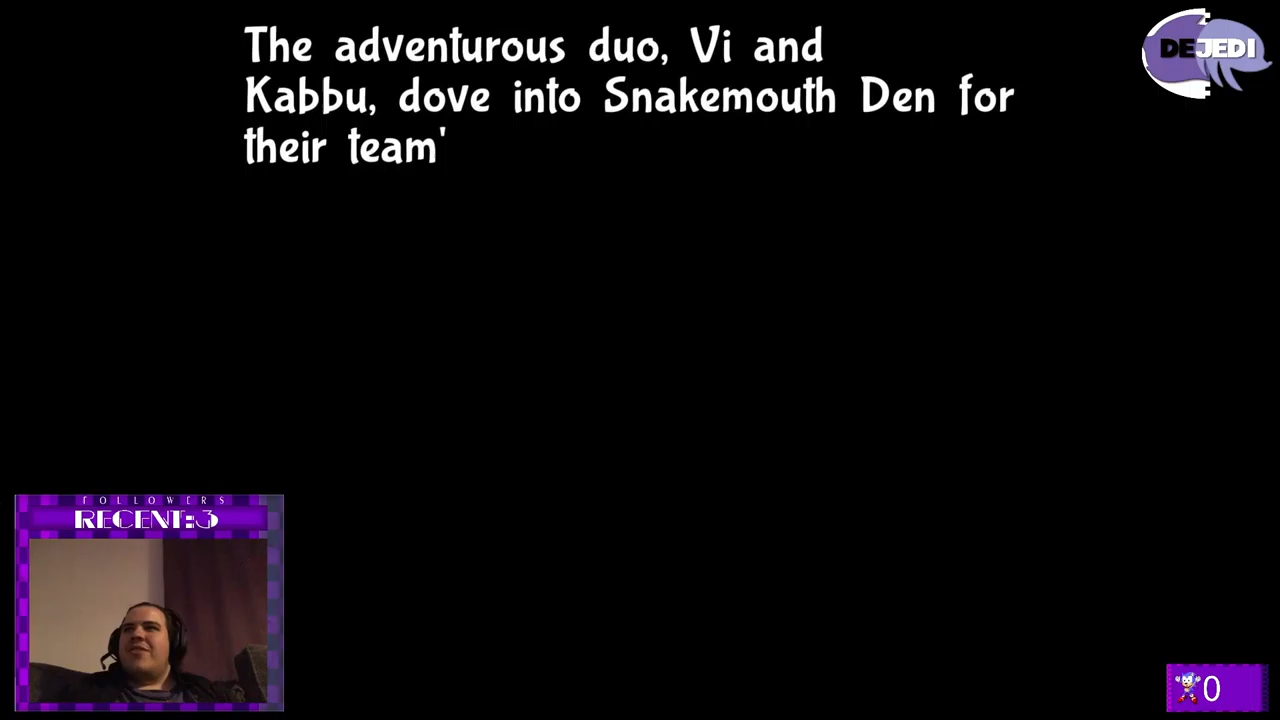 The adventurous duo, Vi and
Kabbu, dove into Snakemouth Den for
their team'
DEJEDI
FOLLOWERS
RECENT:3
0